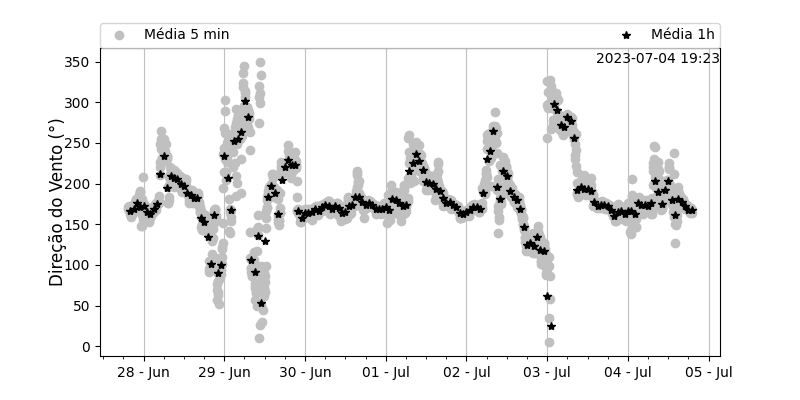 Média 5 min
Média 1h
2023-07-04 19:23
Direção do Vento (°)
350
300
250
200
150
100
50
0
28 - Jun
29 - Jun
30 - Jun
01 - Jul
02 - Jul
03 - Jul
04 - Jul
05 - Jul